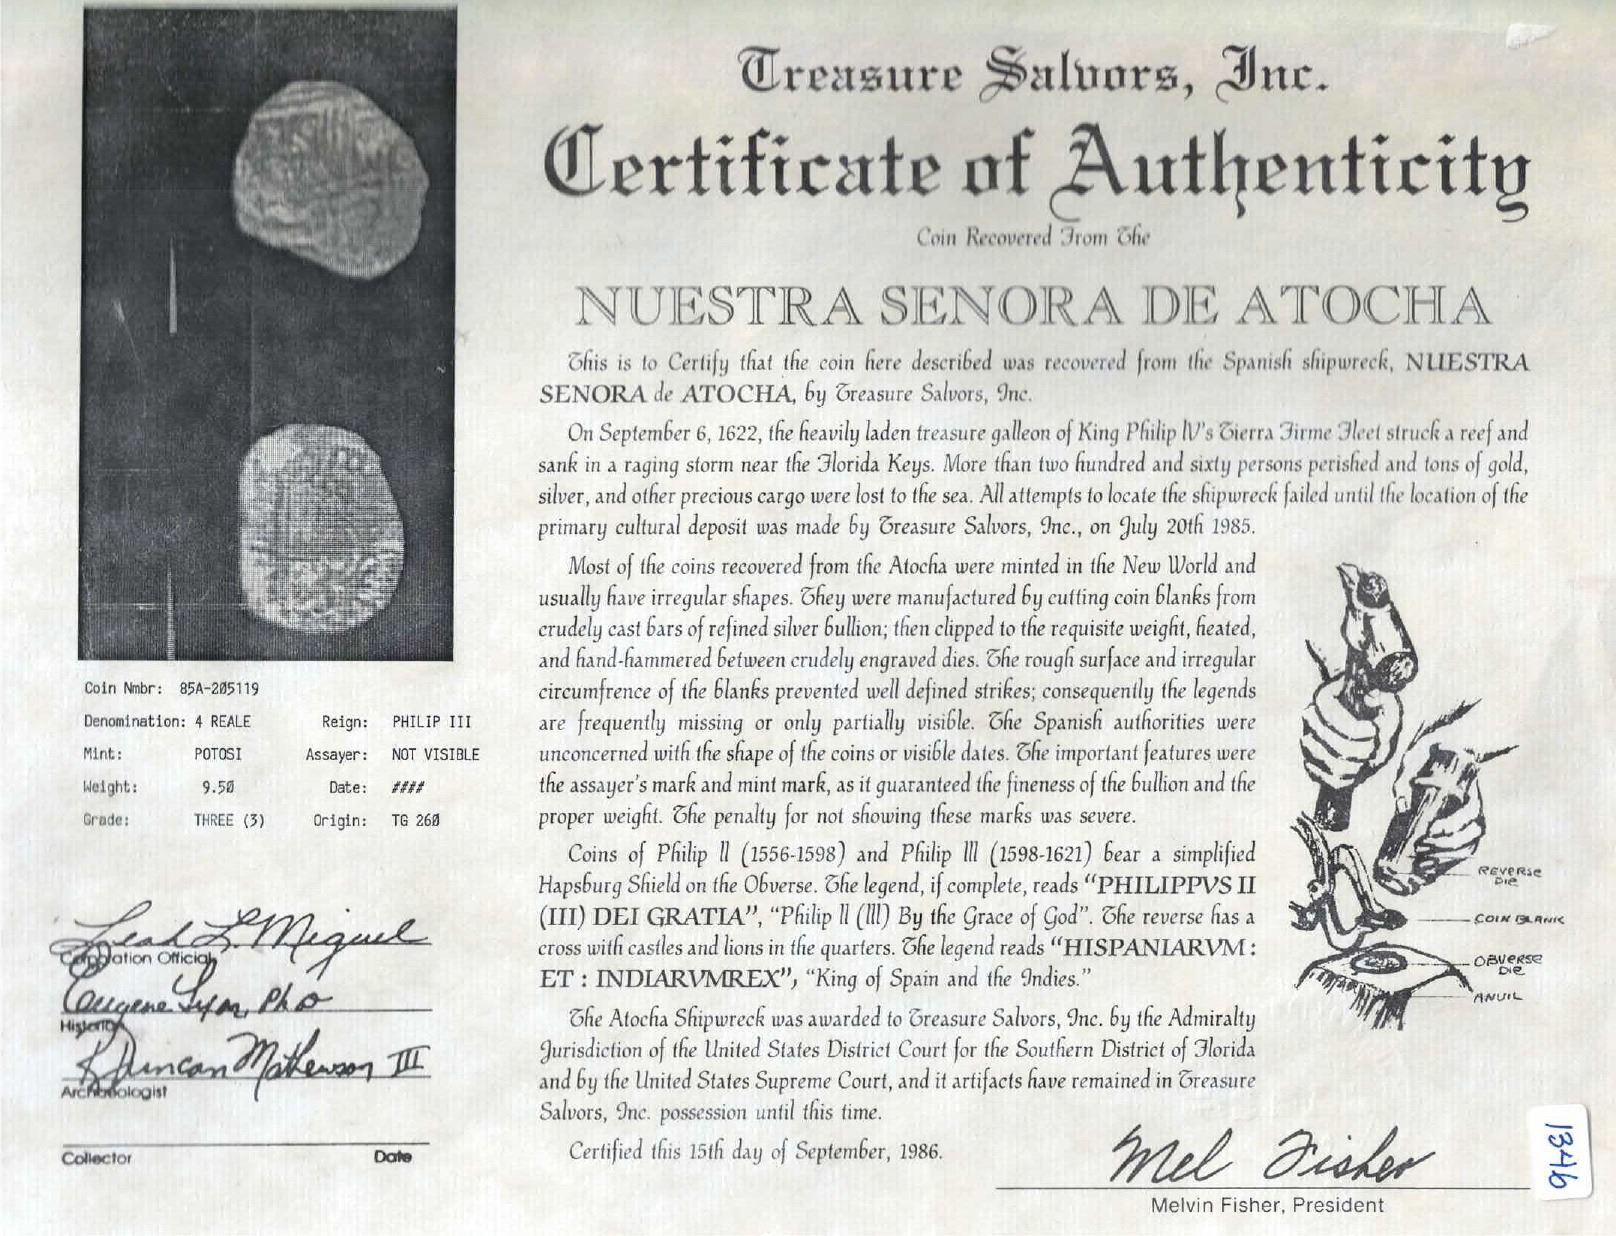 Treasure Salvors, Inc.
Certificate of Authenticity
Coin Recovered From The
NUESTRA SENORA DE ATOCHA
This is to Certify that the coin here described was recovered from the Spanish shipwreck, NUESTRA
SENORA de ATOCHA, by Treasure Salvors, Inc.
On September 6, 1622, the heavily laden treasure galleon of King Philip IV's Tierra Firme Fleet struck a reef and
sank in a raging storm near the Florida Keys. More than two hundred and sixty persons perished and tons of gold,
silver, and other precious cargo were lost to the sea. All attempts to locate the shipwreck failed until the location of the
primary cultural deposit was made by Treasure Salvors, Inc., on July 20th 1985.
Most of the coins recovered from the Atocha were minted in the New World and
usually have irregular shapes. They were manufactured by cutting coin blanks from
crudely cast bars of refined silver bullion; then clipped to the requisite weight, heated,
and hand-hammered between crudely engraved dies. The rough surface and irregular
circumfrence of the blanks prevented well defined strikes; consequently the legends
are frequently missing or only partially visible. The Spanish authorities were
unconcerned with the shape of the coins or visible dates. The important features were
the assayer's mark and mint mark, as it guaranteed the fineness of the bullion and the
proper weight. The penalty for not showing these marks was severe.
Coins of Philip II (1556-1598) and Philip III (1598-1621) bear a simplified
Hapsburg Shield on the Obverse. The legend, if complete, reads "PHILIPPVS II
(III) DEI GRATIA", "Philip II (III) By the Grace of God". The reverse has a
cross with castles and lions in the quarters. The legend reads "HISPANIARVM :
ET : INDIARVMREX", "King of Spain and the Indies."
The Atocha Shipwreck was awarded to Treasure Salvors, Inc. by the Admiralty
Jurisdiction of the United States District Court for the Southern District of Florida
and by the United States Supreme Court, and it artifacts have remained in Treasure
Salvors, Inc. possession until this time.
Certified this 15th day of September, 1986.
REVERSE
DIE
COIN BLANK
OBVERSE
DIE
ANVIL
Mel Fisher
Melvin Fisher, President
1346
Coin Nmbr: 85A-205119
Denomination: 4 REALE Reign: PHILIP III
Mint: POTOSI Assayer: NOT VISIBLE
Weight: 9.50 Date: ####
Grade: THREE (3) Origin: TG 260
Leah L. Miguel
Corporation Official
Eugene Lyon, PhD
Historian
R Duncan Mathewson III
Archaeologist
Collector Date